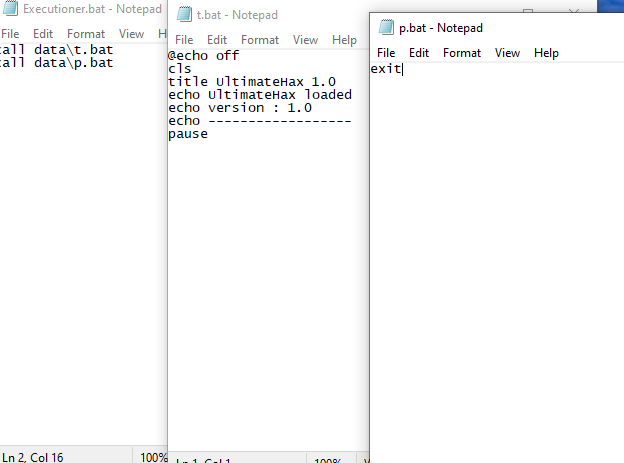 Executioner.bat - Notepad
File Edit Format View H
call data\t.bat
call data\p.bat
Ln 2, Col 16 100%
t.bat - Notepad
File Edit Format View Help
@echo off
cls
title UltimateHax 1.0
echo UltimateHax loaded
echo version : 1.0
echo ------------------
pause
Ln 1, Col 1 100%
p.bat - Notepad
File Edit Format View Help
exit